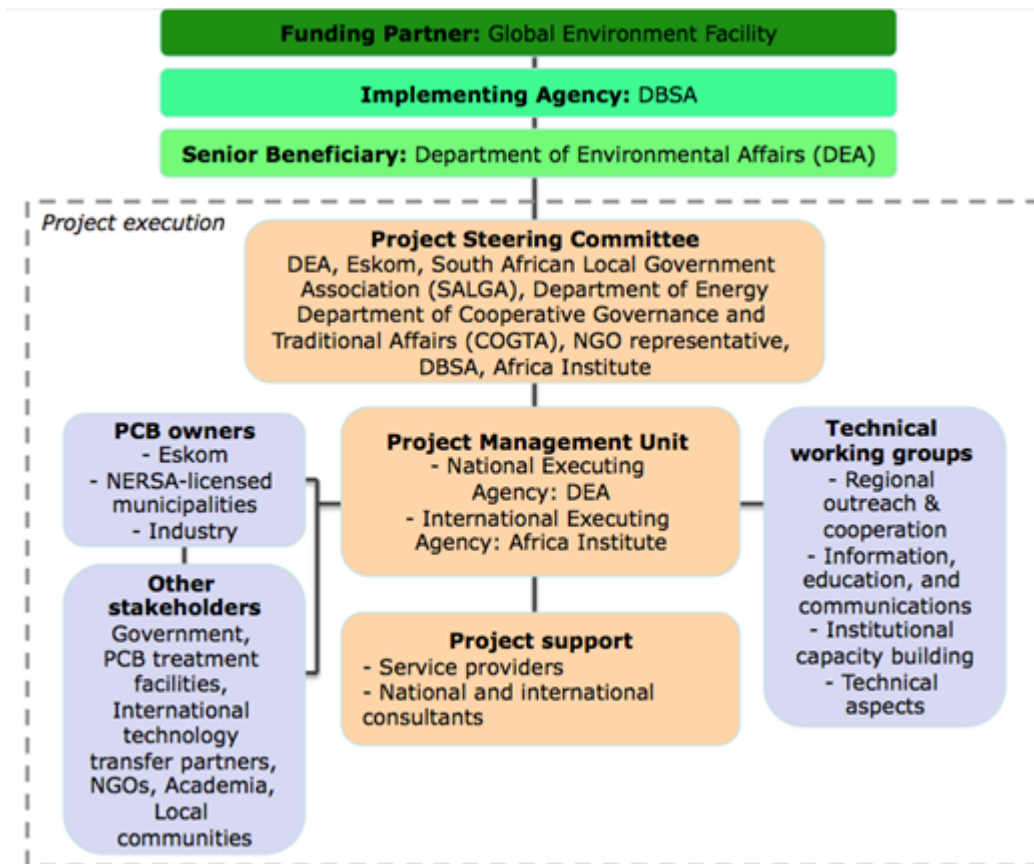 Funding Partner: Global Environment Facility
Implementing Agency: DBSA
Senior Beneficiary: Department of Environmental Affairs (DEA)
Project execution
Project Steering Committee
DEA, Eskom, South African Local Government
Association (SALGA), Department of Energy
Department of Cooperative Governance and
Traditional Affairs (COGTA), NGO representative,
DBSA, Africa Institute
PCB owners
- Eskom
- NERSA-licensed
municipalities
- Industry
Other
stakeholders
Government,
PCB treatment
facilities,
International
technology
transfer partners,
NGOs, Academia,
Local
communities
Project Management Unit
- National Executing
Agency: DEA
- International Executing
Agency: Africa Institute
Project support
- Service providers
- National and international
consultants
Technical
working groups
- Regional
outreach &
cooperation
- Information,
education, and
communications
- Institutional
capacity building
- Technical
aspects